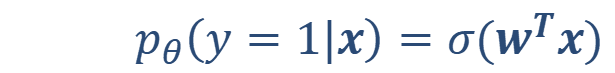 p_θ(y = 1|x) = σ(w^T x)